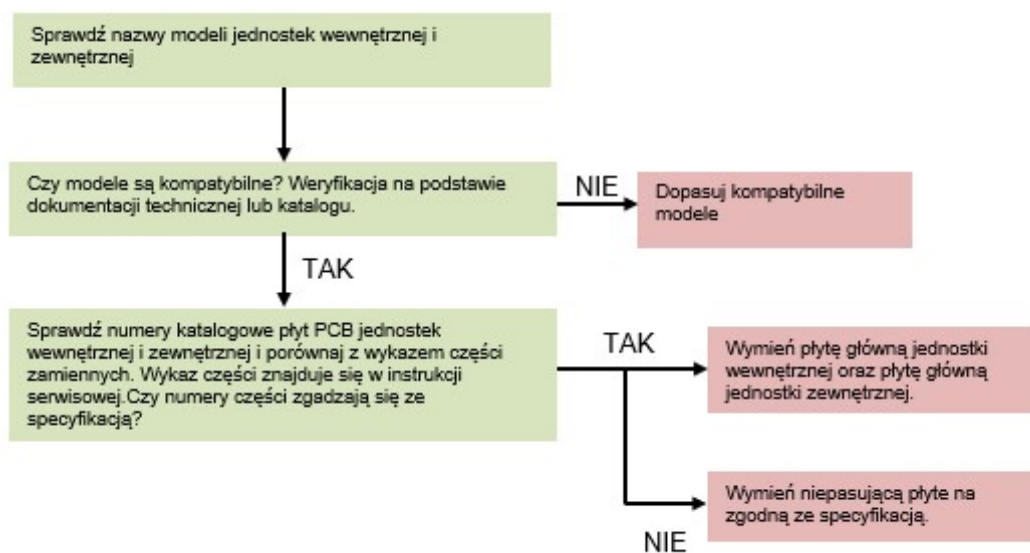 Sprawdź nazwy modeli jednostek wewnętrznej i
zewnętrznej
Czy modele są kompatybilne? Weryfikacja na podstawie
dokumentacji technicznej lub katalogu.
NIE
Dopasuj kompatybilne
modele
TAK
Sprawdź numery katalogowe płyt PCB jednostek
wewnętrznej i zewnętrznej i porównaj z wykazem części
zamiennych. Wykaz części znajduje się w instrukcji
serwisowej.Czy numery części zgadzają się ze
specyfikacją?
TAK
Wymień płytę główną jednostki
wewnętrznej oraz płytę główną
jednostki zewnętrznej.
NIE
Wymień niepasującą płyte na
zgodną ze specyfikacją.